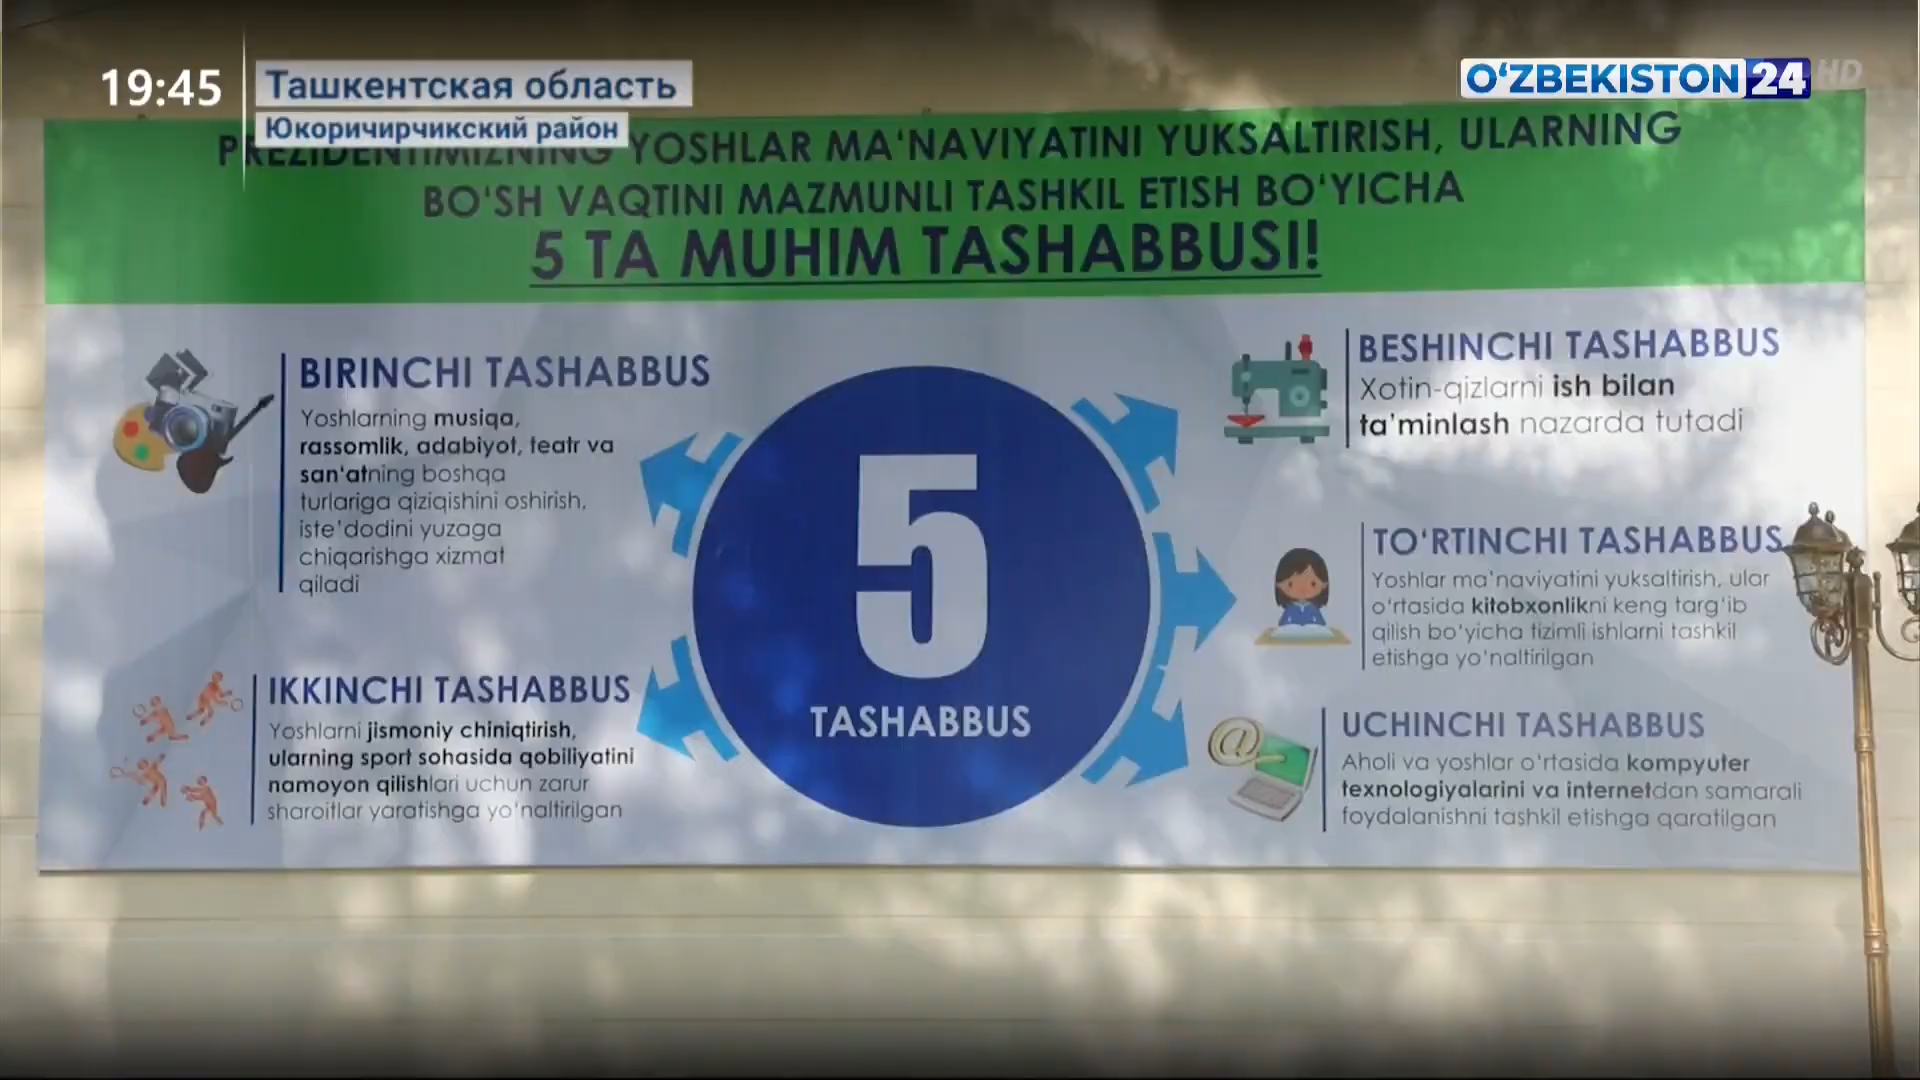 19:45
Ташкентская область
Юкоричирчикский район
O‘ZBEKISTON 24 HD
PREZIDENTIMIZNING YOSHLAR MA‘NAVIYATINI YUKSALTIRISH, ULARNING
BO‘SH VAQTINI MAZMUNLI TASHKIL ETISH BO‘YICHA
5 TA MUHIM TASHABBUSI!
BIRINCHI TASHABBUS
Yoshlarning musiqa,
rassomlik, adabiyot, teatr va
san‘atning boshqa
turlariga qiziqishini oshirish,
iste’dodini yuzaga
chiqarishga xizmat
qiladi
IKKINCHI TASHABBUS
Yoshlarni jismoniy chiniqtirish,
ularning sport sohasida qobiliyatini
namoyon qilishlari uchun zarur
sharoitlar yaratishga yo‘naltirilgan
5
TASHABBUS
BESHINCHI TASHABBUS
Xotin-qizlarni ish bilan
ta’minlash nazarda tutadi
TO‘RTINCHI TASHABBUS
Yoshlar ma’naviyatini yuksaltirish, ular
o‘rtasida kitobxonlikni keng targ‘ib
qilish bo‘yicha tizimli ishlarni tashkil
etishga yo‘naltirilgan
UCHINCHI TASHABBUS
Aholi va yoshlar o‘rtasida kompyuter
texnologiyalarini va internetdan samarali
foydalanishni tashkil etishga qaratilgan